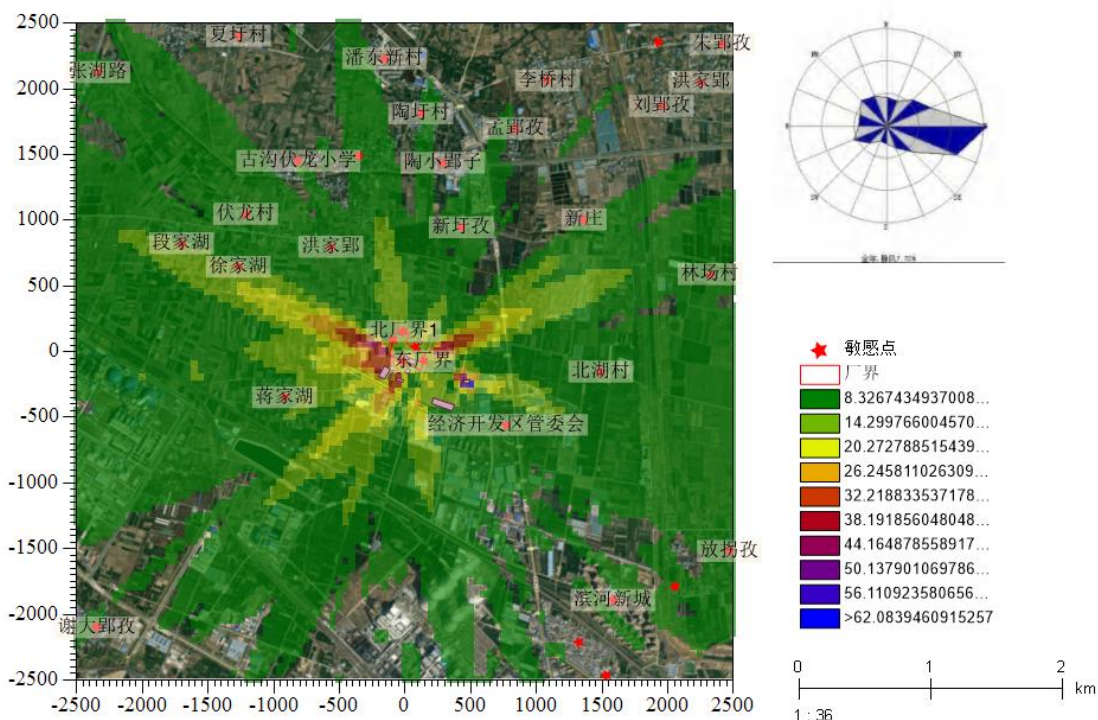 2500
2000
1500
1000
500
0
-500
-1000
-1500
-2000
-2500
-2500
-2000
-1500
-1000
-500
0
500
1000
1500
2000
2500
夏圩村
潘东新村
朱郢孜
张湖路
李桥村
洪家郢
刘郢孜
陶圩村
孟郢孜
古沟伏龙小学
陶小郢子
伏龙村
新圩孜
新庄
段家湖
洪家郢
徐家湖
林场村
北厂界1
东厂界
北湖村
蒋家湖
经济开发区管委会
放拐孜
滨河新城
谢大郢孜
敏感点
厂界
8.3267434937008...
14.299766004570...
20.272788515439...
26.245811026309...
32.218833537178...
38.191856048048...
44.164878558917...
50.137901069786...
56.110923580656...
>62.0839460915257
0 1 2
km
1 : 36